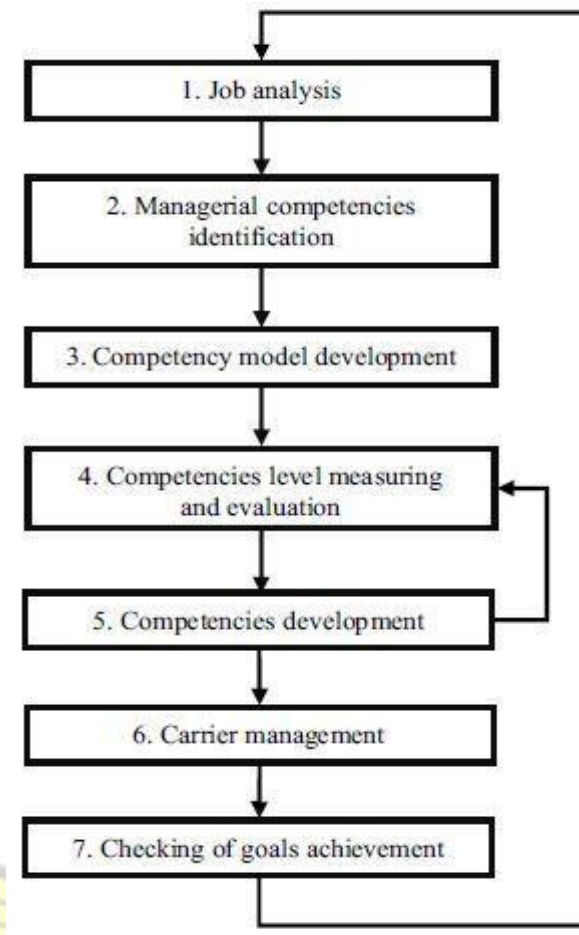 1. Job analysis
2. Managerial competencies
identification
3. Competency model development
4. Competencies level measuring
and evaluation
5. Competencies development
6. Carrier management
7. Checking of goals achievement